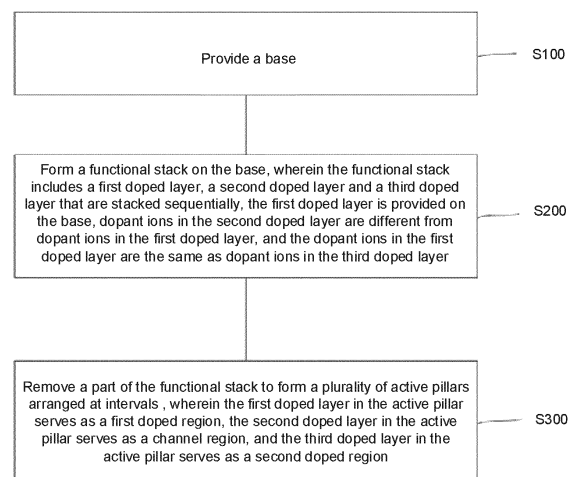 Provide a base
S100
Form a functional stack on the base, wherein the functional stack
includes a first doped layer, a second doped layer and a third doped
layer that are stacked sequentially, the first doped layer is provided on
the base, dopant ions in the second doped layer are different from
dopant ions in the first doped layer, and the dopant ions in the first
doped layer are the same as dopant ions in the third doped layer
S200
Remove a part of the functional stack to form a plurality of active pillars
arranged at intervals , wherein the first doped layer in the active pillar
serves as a first doped region, the second doped layer in the active
pillar serves as a channel region, and the third doped layer in the
active pillar serves as a second doped region
S300